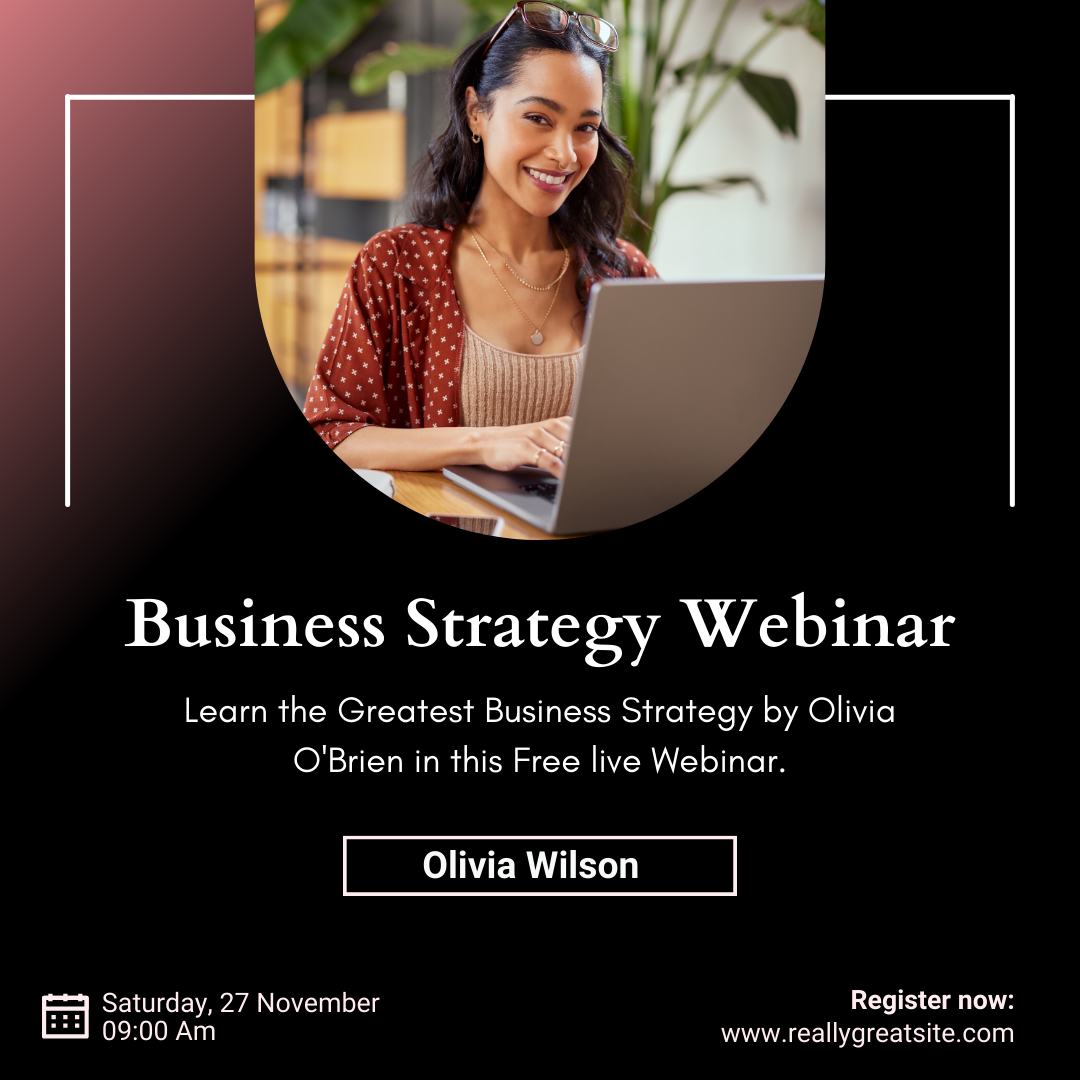 Business Strategy Webinar
Learn the Greatest Business Strategy by Olivia
O'Brien in this Free live Webinar.
Olivia Wilson
Saturday, 27 November
09:00 Am
Register now:
www.reallygreatsite.com